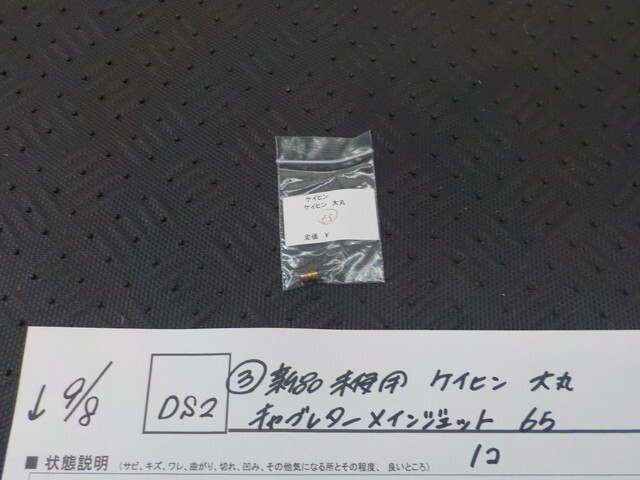 ケイヒン
ケイヒン 大丸
65
定価 ￥
↓ 9/8
DS2
③ 新品 未使用 ケイヒン 大丸
キャブレターメインジェット 65
1コ
■ 状態説明 (サビ、キズ、ワレ、曲がり、切れ、凹み、その他気になる所とその程度、良いところ)